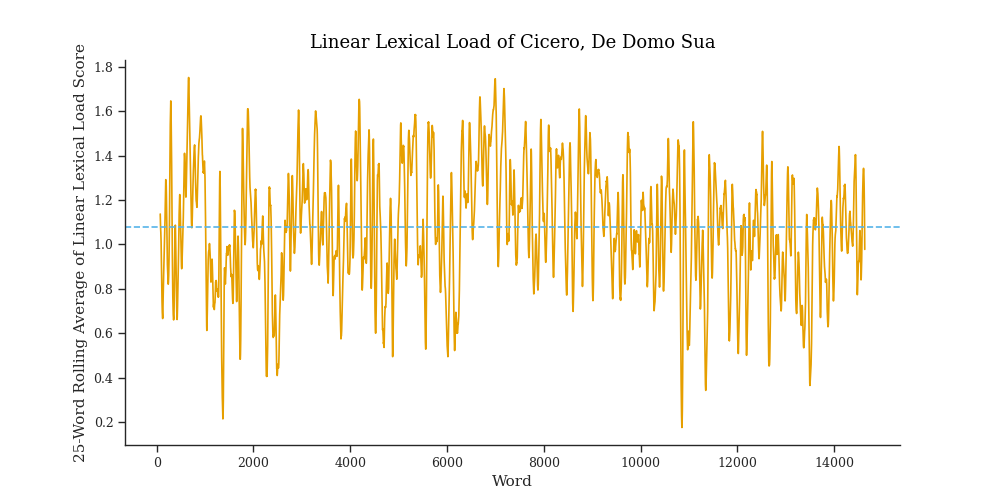 Linear Lexical Load of Cicero, De Domo Sua
25-Word Rolling Average of Linear Lexical Load Score
1.8
1.6
1.4
1.2
1.0
0.8
0.6
0.4
0.2
0 2000 4000 6000 8000 10000 12000 14000
Word